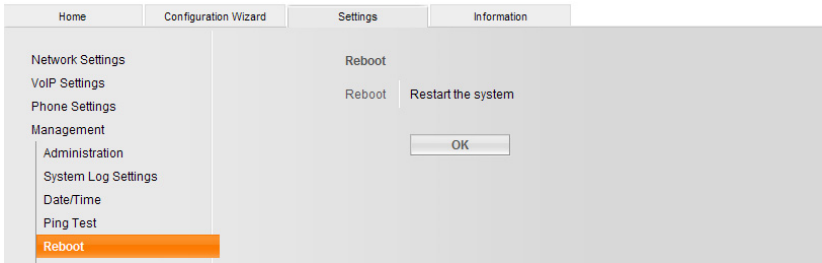 Home Configuration Wizard Settings Information
Network Settings
VoIP Settings
Phone Settings
Management
Administration
System Log Settings
Date/Time
Ping Test
Reboot
Reboot
Reboot Restart the system
OK